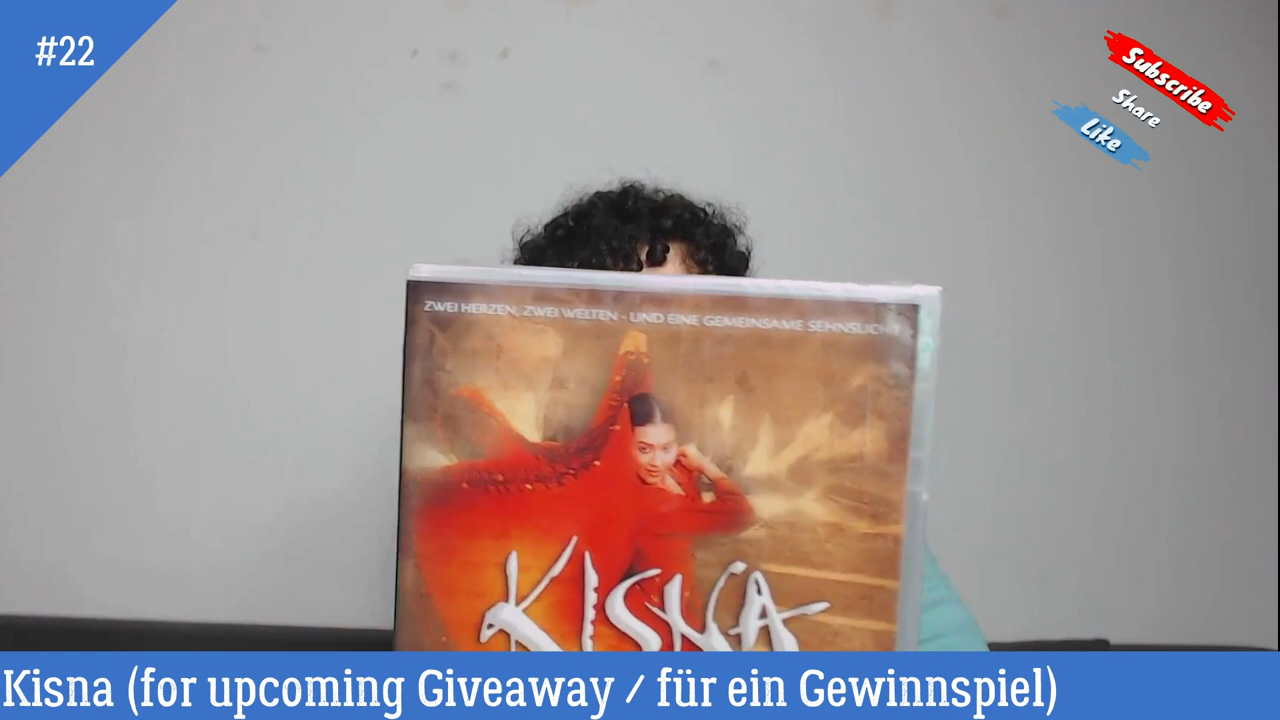 #22
Subscribe
Share
Like
ZWEI HERZEN, ZWEI WELTEN - UND EINE GEMEINSAME SEHNSUCHT
KISNA
Kisna (for upcoming Giveaway / für ein Gewinnspiel)